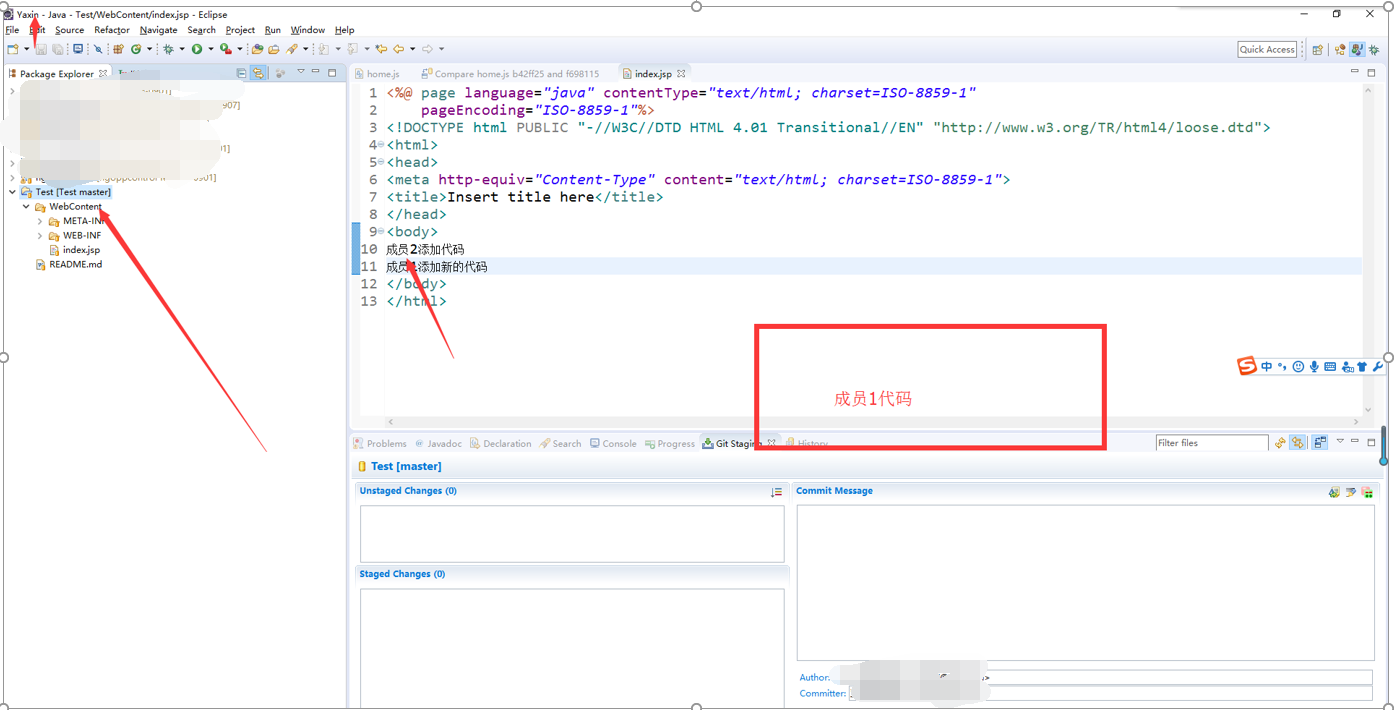 Yaxin - Java - Test/WebContent/index.jsp - Eclipse
File Edit Source Refactor Navigate Search Project Run Window Help
Quick Access
Package Explorer
home.js Compare home.js b42ff25 and f698115 index.jsp
907]
01]
5901]
Test [Test master]
WebContent
META-INF
WEB-INF
index.jsp
README.md
1 <%@ page language="java" contentType="text/html; charset=ISO-8859-1"
2 pageEncoding="ISO-8859-1"%>
3 <!DOCTYPE html PUBLIC "-//W3C//DTD HTML 4.01 Transitional//EN" "http://www.w3.org/TR/html4/loose.dtd">
4 <html>
5 <head>
6 <meta http-equiv="Content-Type" content="text/html; charset=ISO-8859-1">
7 <title>Insert title here</title>
8 </head>
9 <body>
10 成员2添加代码
11 成员1添加新的代码
12 </body>
13 </html>
中
成员1代码
Problems @ Javadoc Declaration Search Console Progress Git Staging History
Filter files
Test [master]
Unstaged Changes (0)
Commit Message
Staged Changes (0)
Author:
Committer: